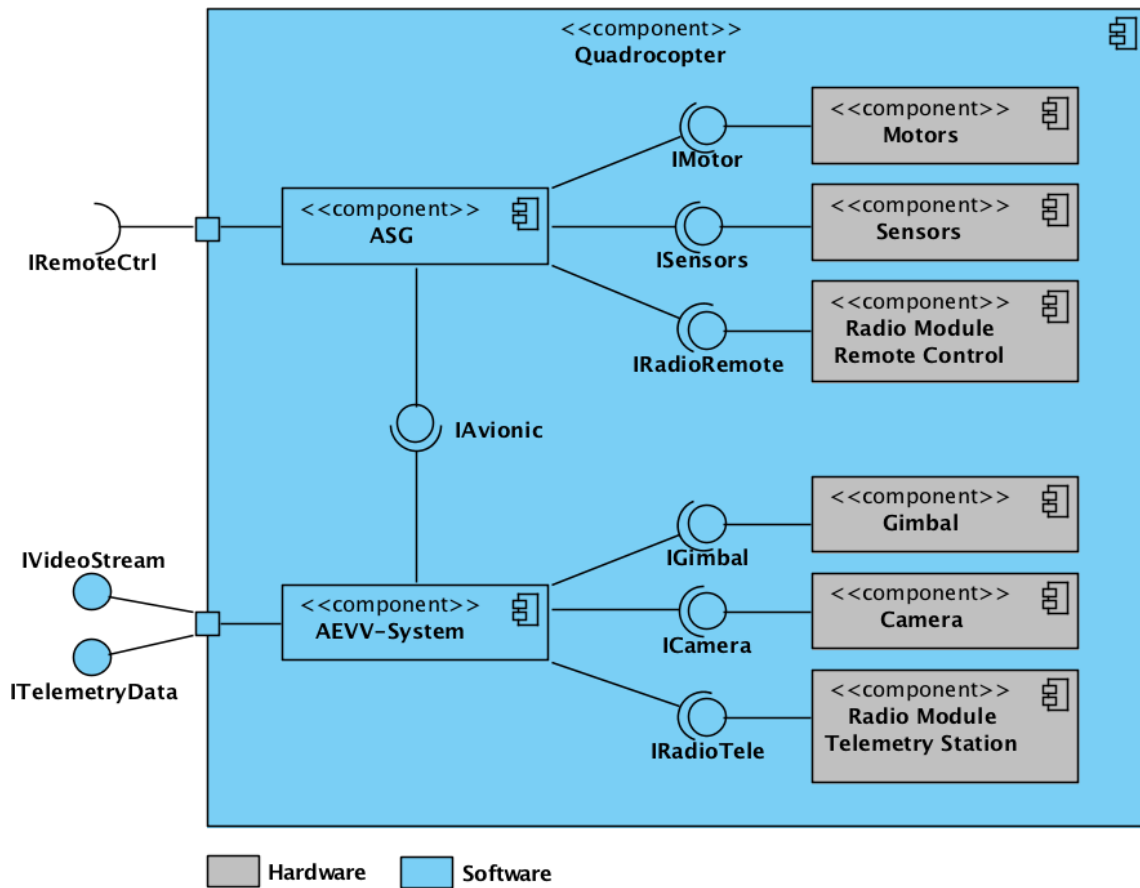 <<component>>
Quadrocopter
<<component>>
Motors
IMotor
<<component>>
ASG
<<component>>
Sensors
IRemoteCtrl
ISensors
<<component>>
Radio Module
Remote Control
IRadioRemote
IAvionic
<<component>>
Gimbal
IGimbal
IVideoStream
<<component>>
AEVV-System
<<component>>
Camera
ICamera
ITelemetryData
<<component>>
Radio Module
Telemetry Station
IRadioTele
Hardware
Software